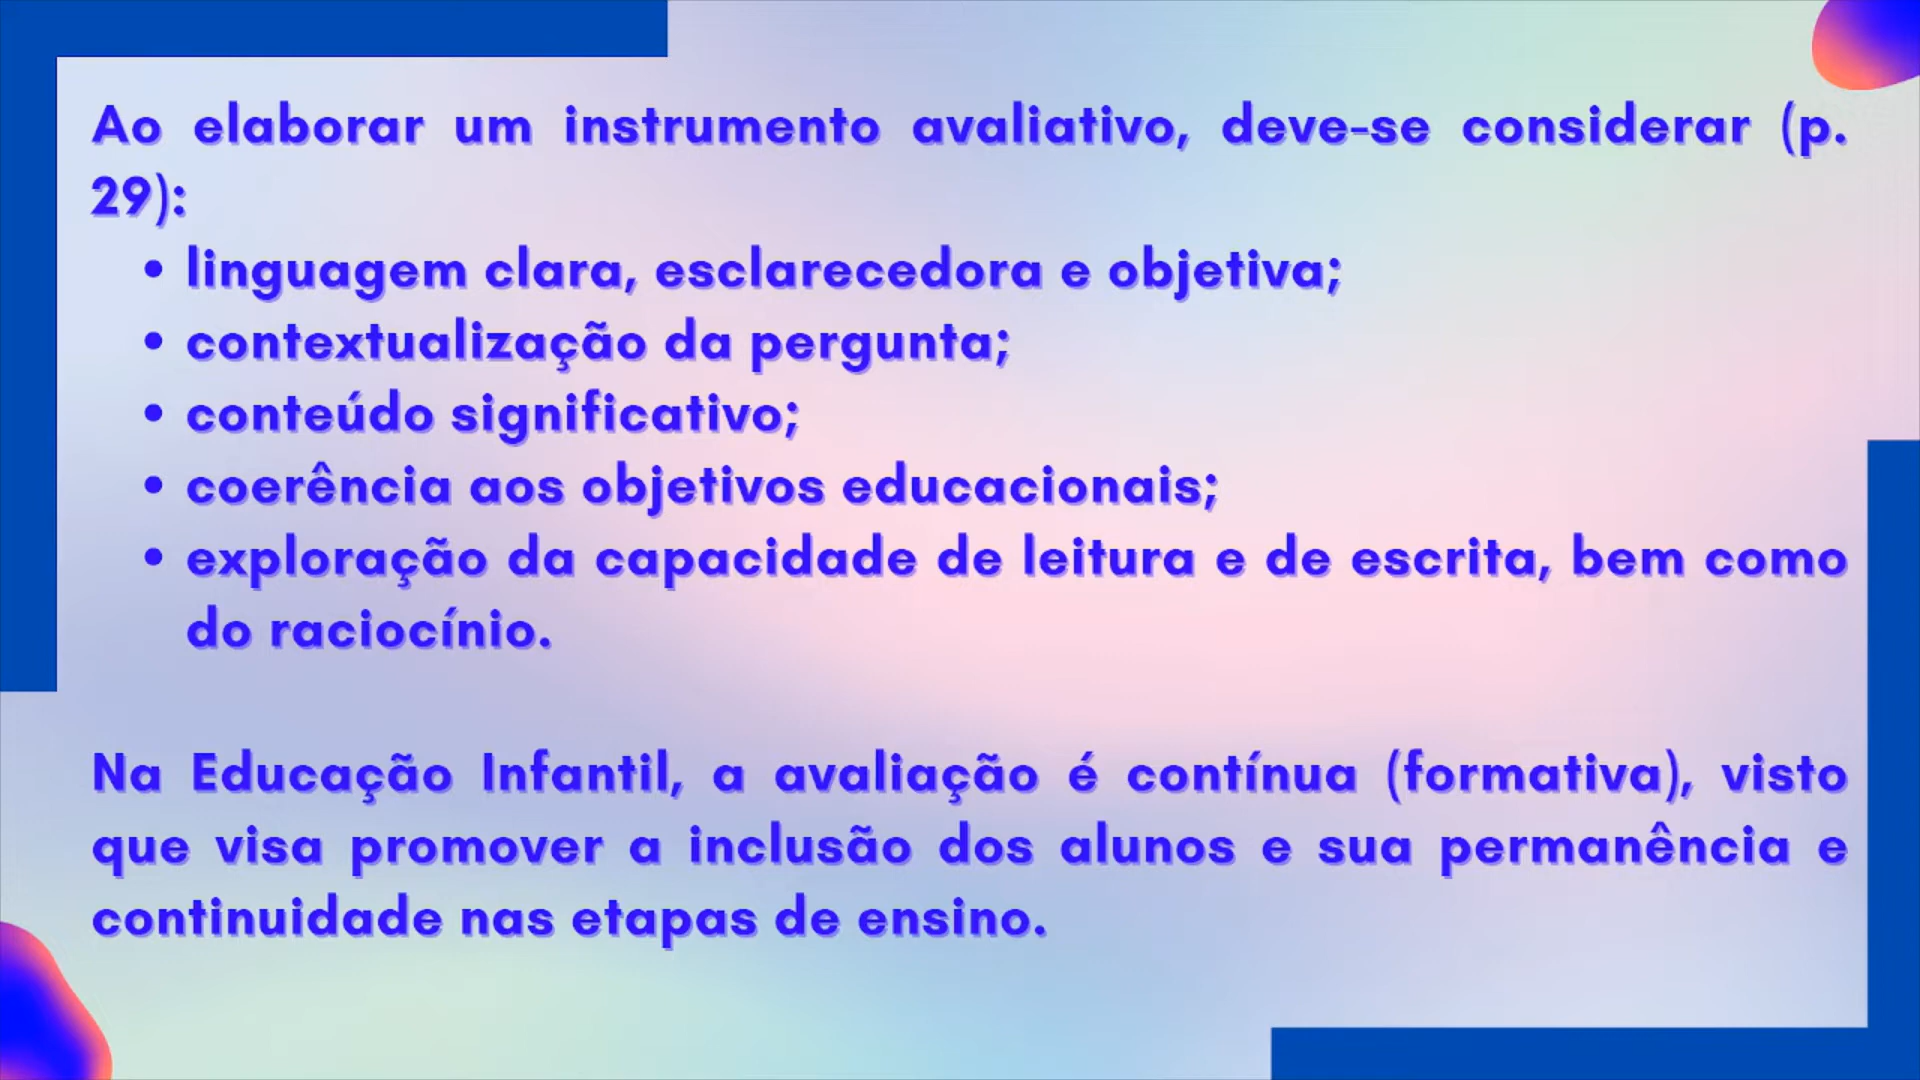 Ao elaborar um instrumento avaliativo, deve-se considerar (p.
29):
• linguagem clara, esclarecedora e objetiva;
• contextualização da pergunta;
• conteúdo significativo;
• coerência aos objetivos educacionais;
• exploração da capacidade de leitura e de escrita, bem como
do raciocínio.
Na Educação Infantil, a avaliação é contínua (formativa), visto
que visa promover a inclusão dos alunos e sua permanência e
continuidade nas etapas de ensino.